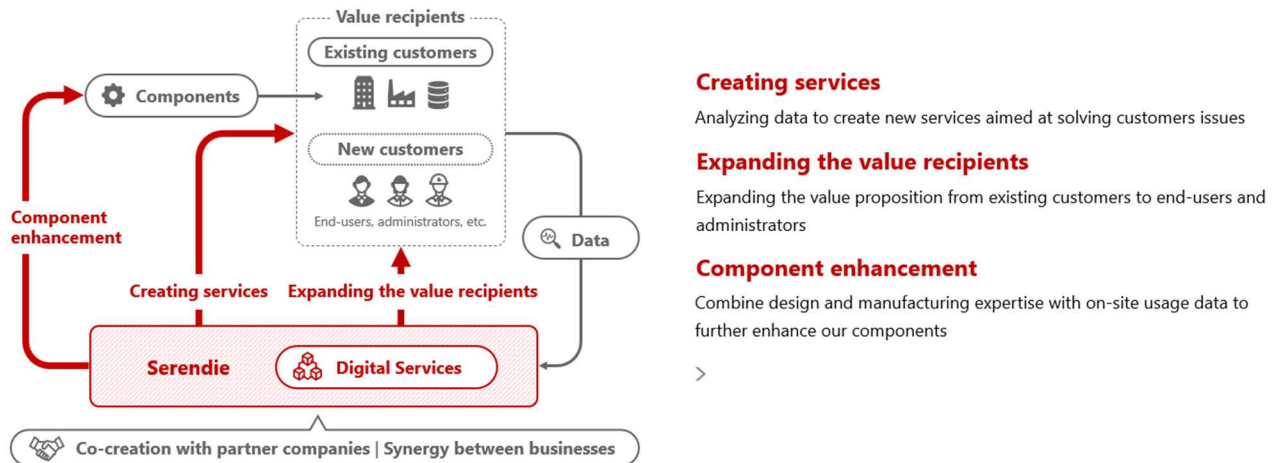 Value recipients
Existing customers
Components
New customers
End-users, administrators, etc.
Component
enhancement
Data
Creating services
Expanding the value recipients
Serendie
Digital Services
Co-creation with partner companies | Synergy between businesses
Creating services
Analyzing data to create new services aimed at solving customers issues
Expanding the value recipients
Expanding the value proposition from existing customers to end-users and
administrators
Component enhancement
Combine design and manufacturing expertise with on-site usage data to
further enhance our components